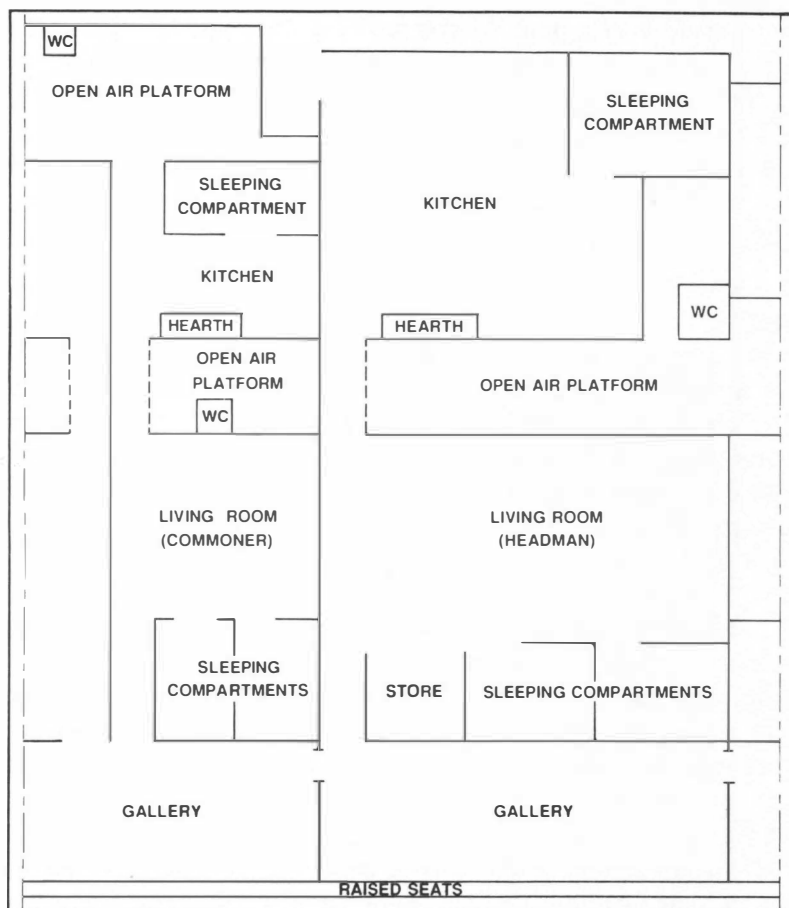 WC
OPEN AIR PLATFORM
SLEEPING
COMPARTMENT
SLEEPING
COMPARTMENT
KITCHEN
KITCHEN
HEARTH
HEARTH
WC
OPEN AIR
PLATFORM
WC
OPEN AIR PLATFORM
LIVING ROOM
(COMMONER)
LIVING ROOM
(HEADMAN)
SLEEPING
COMPARTMENTS
STORE
SLEEPING COMPARTMENTS
GALLERY
GALLERY
RAISED SEATS